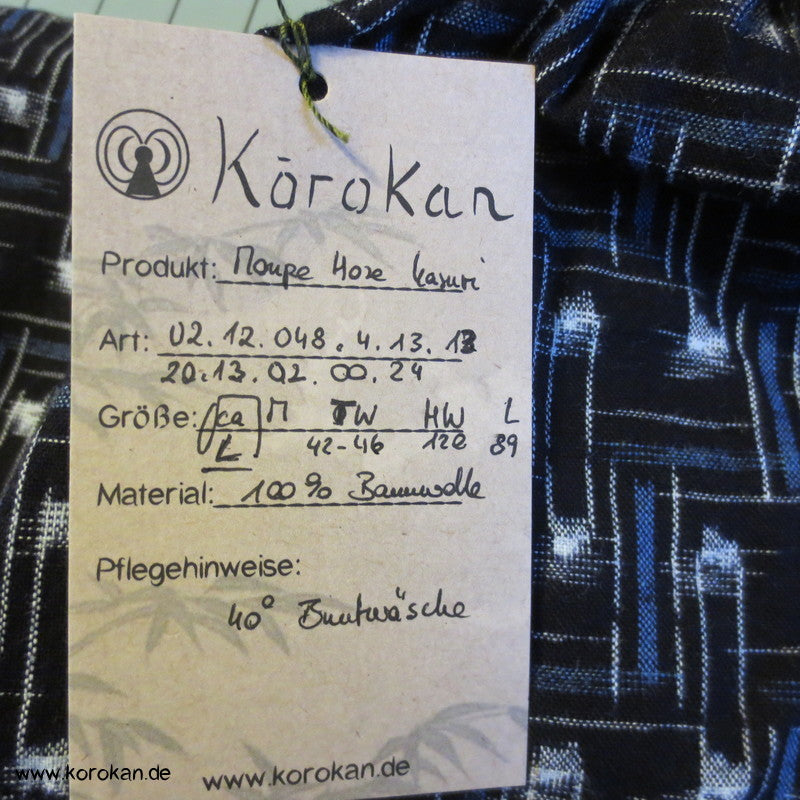 Kōrokan
Produkt: Monpe Hose Kasuri
Art: 02.12.048.4.13.13
20.13.02.00.24
Größe: ca Π TW HW L
L 42-46 120 89
Material: 100% Baumwolle
Pflegehinweise:
40° Buntwäsche
www.korokan.de
www.korokan.de